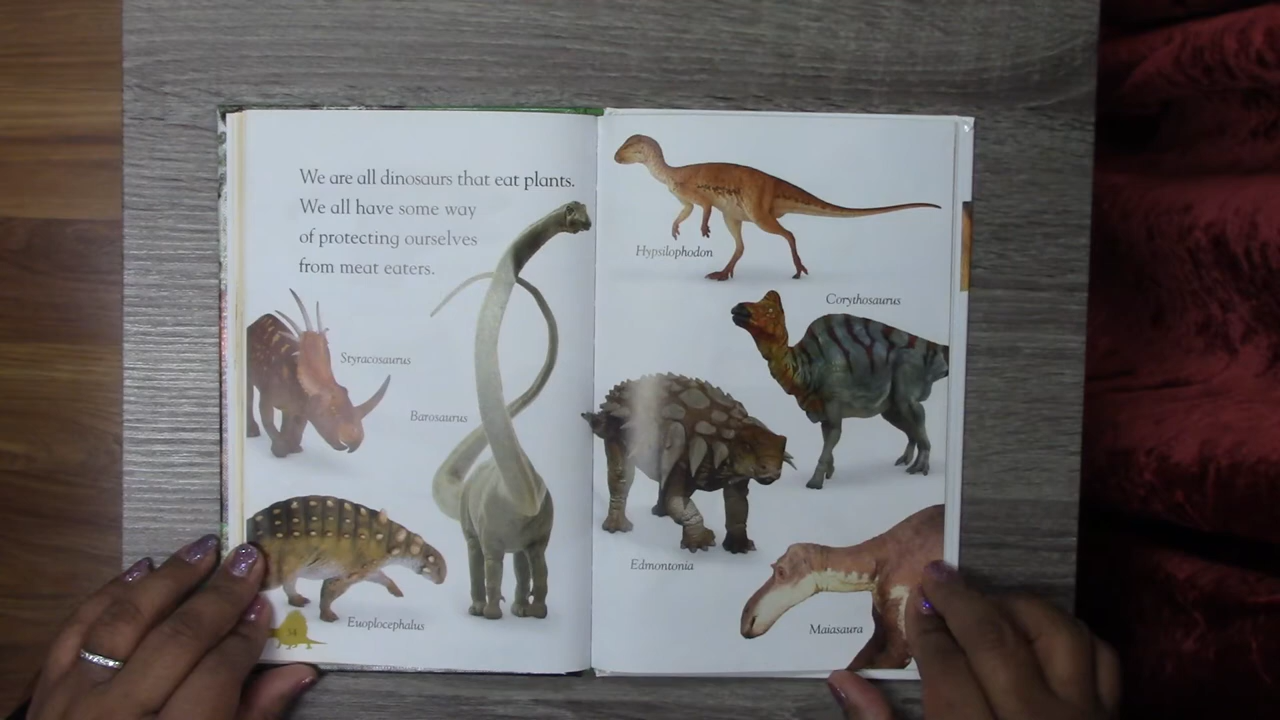 We are all dinosaurs that eat plants.
We all have some way
of protecting ourselves
from meat eaters.
Styracosaurus
Barosaurus
Euoplocephalus
14
Hypsilophodon
Corythosaurus
Edmontonia
Maiasaura